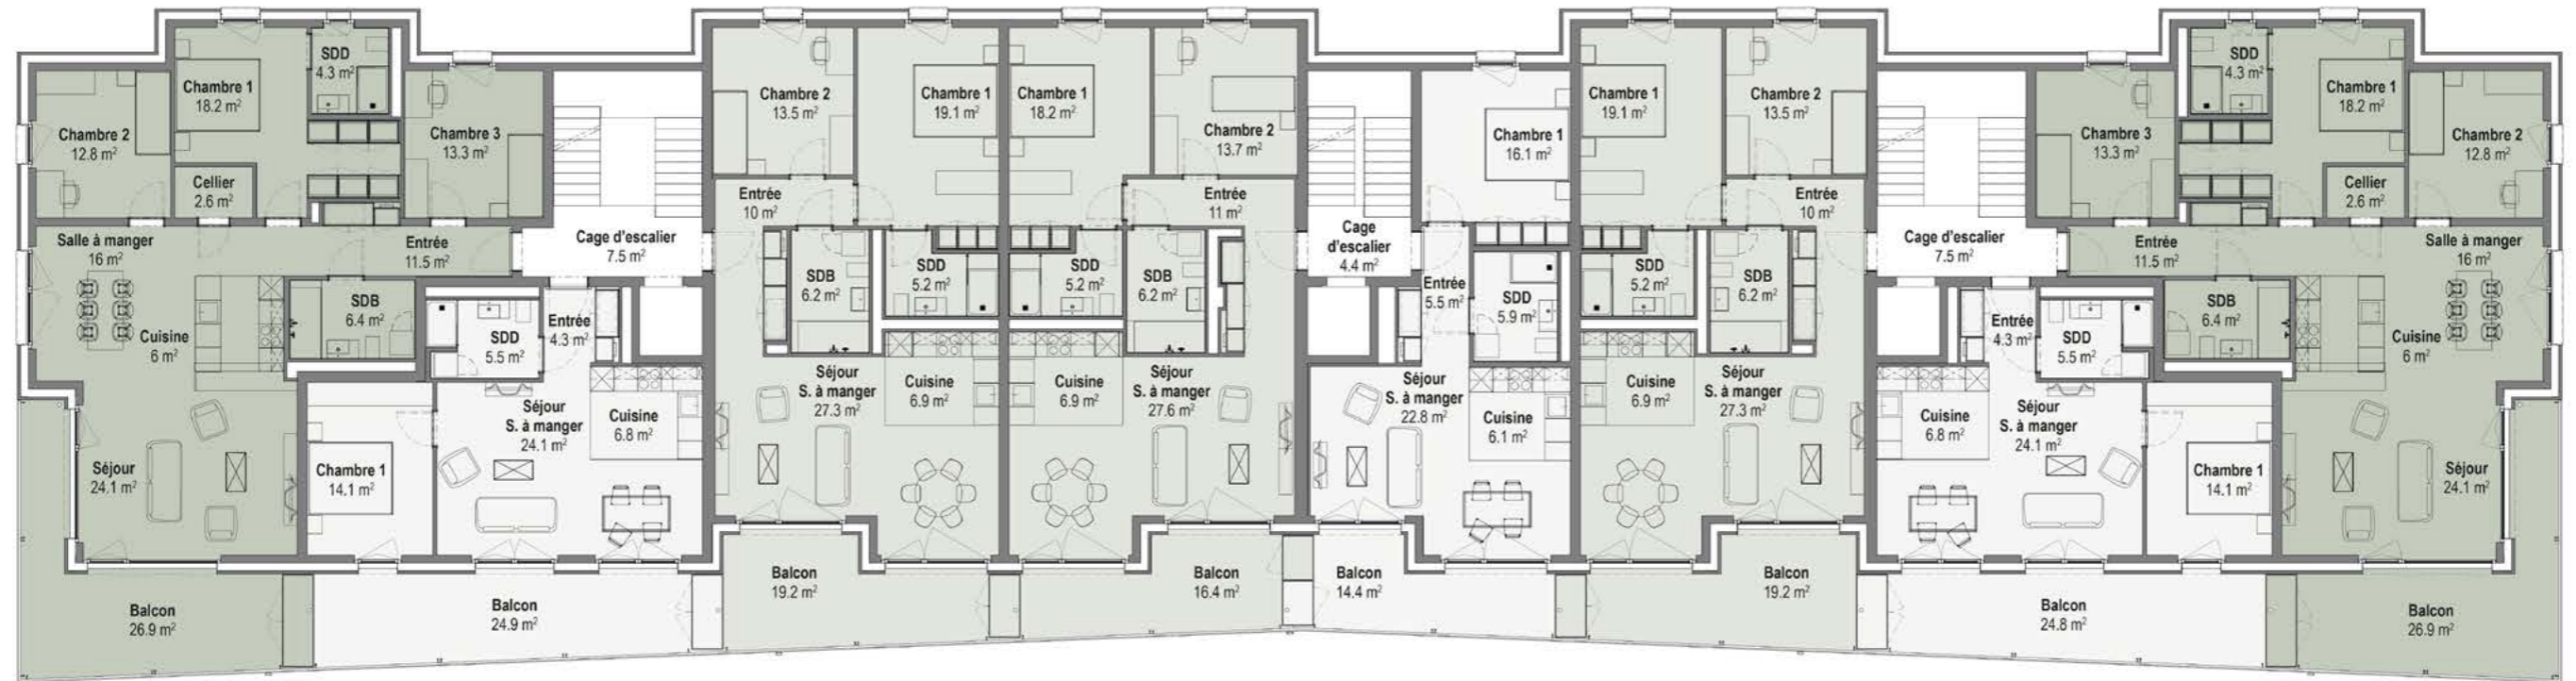 Chambre 2
12.8 m²
Chambre 1
18.2 m²
SDD
4.3 m²
Cellier
2.6 m²
Chambre 3
13.3 m²
Salle à manger
16 m²
Cuisine
6 m²
Entrée
11.5 m²
SDB
6.4 m²
Séjour
24.1 m²
Balcon
26.9 m²
Cage d'escalier
7.5 m²
SDD
5.5 m²
Entrée
4.3 m²
Chambre 1
14.1 m²
Séjour
S. à manger
24.1 m²
Cuisine
6.8 m²
Balcon
24.9 m²
Chambre 2
13.5 m²
Chambre 1
19.1 m²
Entrée
10 m²
SDB
6.2 m²
SDD
5.2 m²
Séjour
S. à manger
27.3 m²
Cuisine
6.9 m²
Balcon
19.2 m²
Chambre 1
18.2 m²
Chambre 2
13.7 m²
Entrée
11 m²
SDD
5.2 m²
SDB
6.2 m²
Cuisine
6.9 m²
Séjour
S. à manger
27.6 m²
Balcon
16.4 m²
Cage
d'escalier
4.4 m²
Chambre 1
16.1 m²
Entrée
5.5 m²
SDD
5.9 m²
Séjour
S. à manger
22.8 m²
Cuisine
6.1 m²
Balcon
14.4 m²
Chambre 1
19.1 m²
Chambre 2
13.5 m²
Entrée
10 m²
SDD
5.2 m²
SDB
6.2 m²
Cuisine
6.9 m²
Séjour
S. à manger
27.3 m²
Balcon
19.2 m²
Cage d'escalier
7.5 m²
Entrée
4.3 m²
SDD
5.5 m²
Cuisine
6.8 m²
Séjour
S. à manger
24.1 m²
Chambre 1
14.1 m²
Balcon
24.8 m²
Chambre 3
13.3 m²
SDD
4.3 m²
Chambre 1
18.2 m²
Cellier
2.6 m²
Chambre 2
12.8 m²
Entrée
11.5 m²
Salle à manger
16 m²
SDB
6.4 m²
Cuisine
6 m²
Séjour
24.1 m²
Balcon
26.9 m²